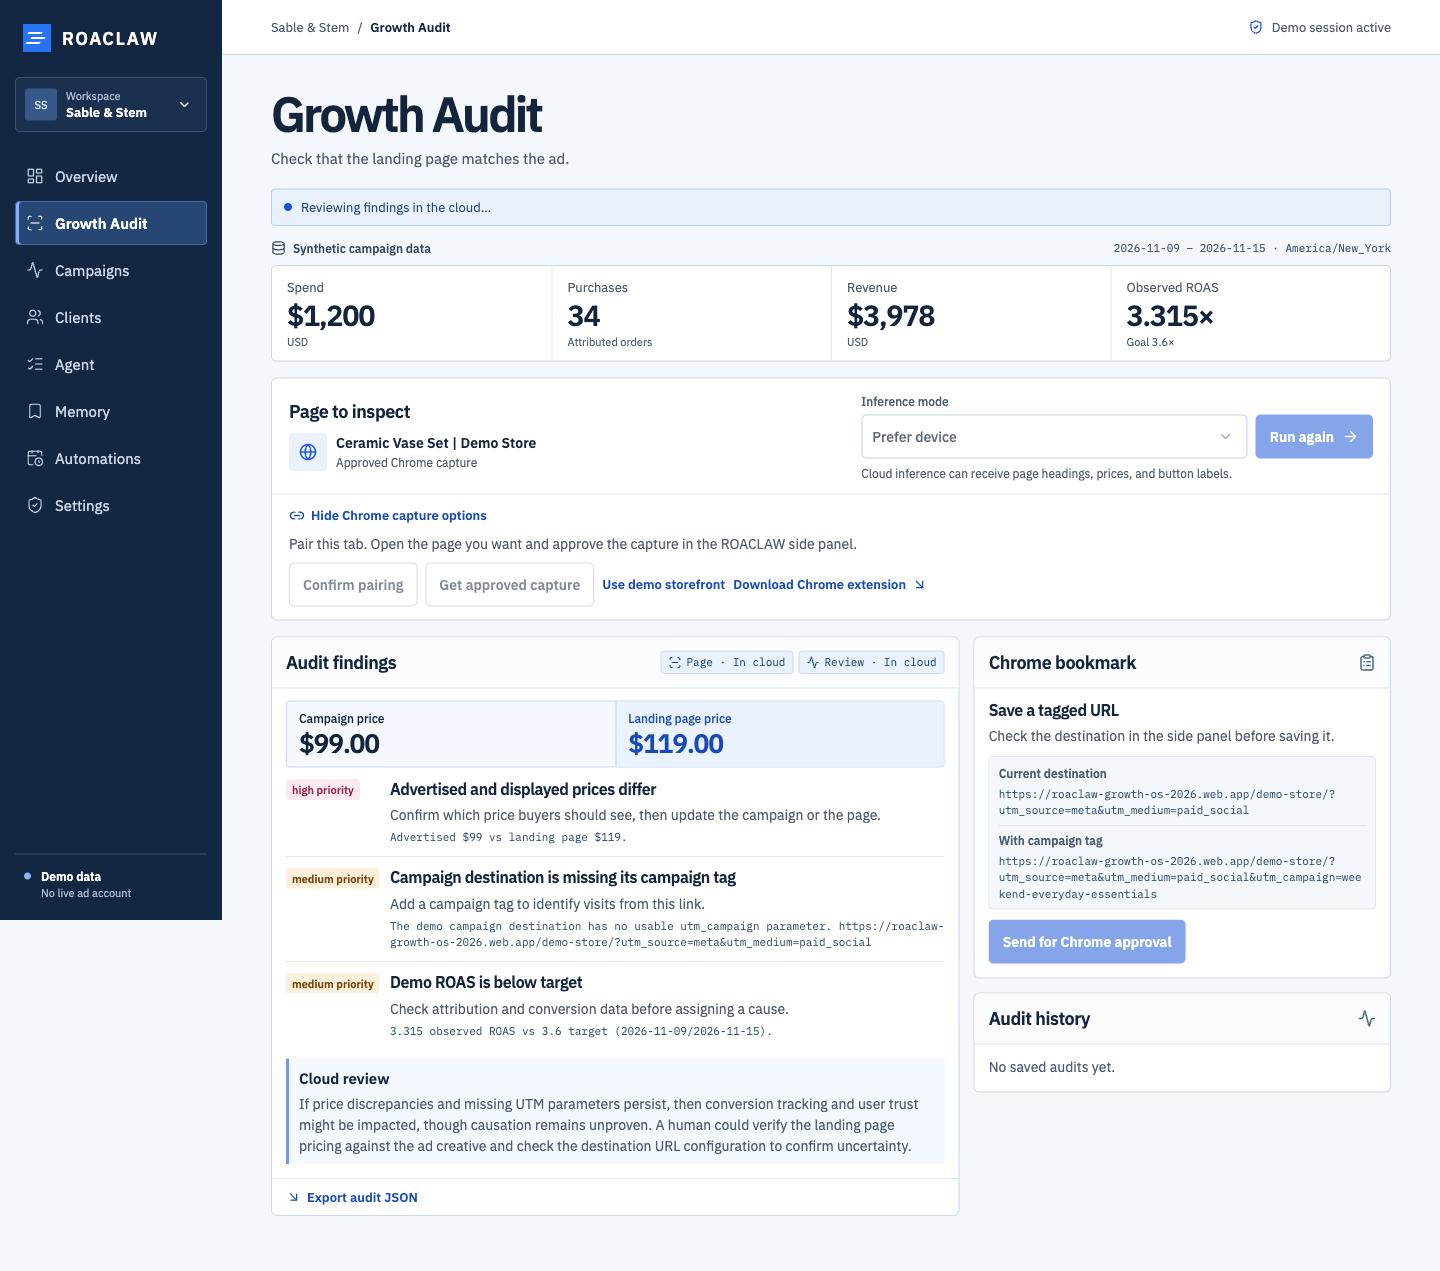 ROACLAW
SS
Workspace
Sable & Stem
Overview
Growth Audit
Campaigns
Clients
Agent
Memory
Automations
Settings
Demo data
No live ad account
Sable & Stem / Growth Audit
Demo session active
Growth Audit
Check that the landing page matches the ad.
Reviewing findings in the cloud...
Synthetic campaign data
2026-11-09 – 2026-11-15 · America/New_York
Spend
$1,200
USD
Purchases
34
Attributed orders
Revenue
$3,978
USD
Observed ROAS
3.315×
Goal 3.6×
Page to inspect
Ceramic Vase Set | Demo Store
Approved Chrome capture
Inference mode
Prefer device
Run again
Cloud inference can receive page headings, prices, and button labels.
Hide Chrome capture options
Pair this tab. Open the page you want and approve the capture in the ROACLAW side panel.
Confirm pairing
Get approved capture
Use demo storefront
Download Chrome extension
Audit findings
Page · In cloud
Review · In cloud
Campaign price
$99.00
Landing page price
$119.00
high priority
Advertised and displayed prices differ
Confirm which price buyers should see, then update the campaign or the page.
Advertised $99 vs landing page $119.
medium priority
Campaign destination is missing its campaign tag
Add a campaign tag to identify visits from this link.
The demo campaign destination has no usable utm_campaign parameter. https://roaclaw-
growth-os-2026.web.app/demo-store/?utm_source=meta&utm_medium=paid_social
medium priority
Demo ROAS is below target
Check attribution and conversion data before assigning a cause.
3.315 observed ROAS vs 3.6 target (2026-11-09/2026-11-15).
Cloud review
If price discrepancies and missing UTM parameters persist, then conversion tracking and user trust
might be impacted, though causation remains unproven. A human could verify the landing page
pricing against the ad creative and check the destination URL configuration to confirm uncertainty.
Export audit JSON
Chrome bookmark
Save a tagged URL
Check the destination in the side panel before saving it.
Current destination
https://roaclaw-growth-os-2026.web.app/demo-store/?
utm_source=meta&utm_medium=paid_social
With campaign tag
https://roaclaw-growth-os-2026.web.app/demo-store/?
utm_source=meta&utm_medium=paid_social&utm_campaign=wee
kend-everyday-essentials
Send for Chrome approval
Audit history
No saved audits yet.